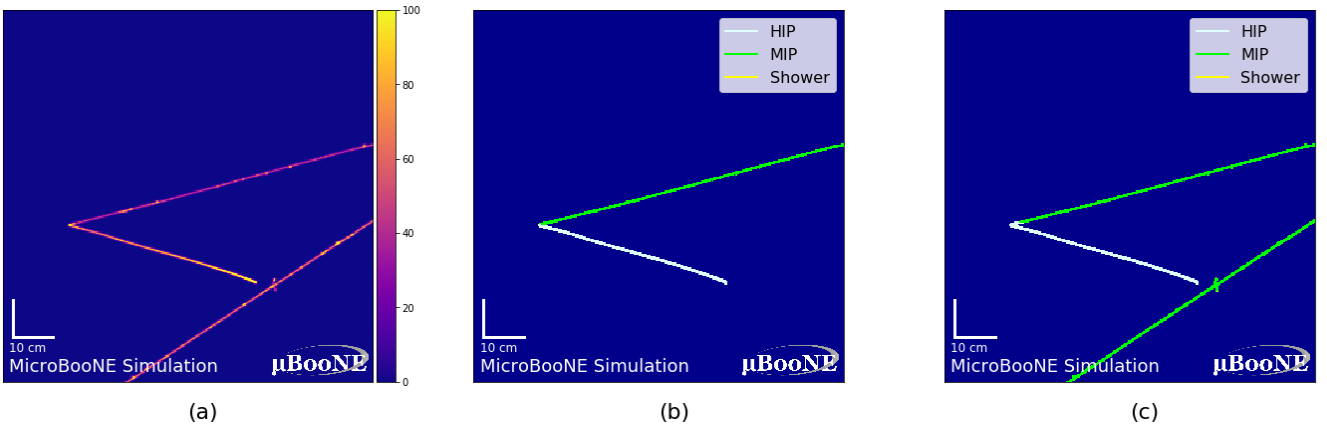 100
80
60
40
20
0
10 cm
MicroBooNE Simulation
µBooNE
(a)
HIP
MIP
Shower
10 cm
MicroBooNE Simulation
µBooNE
(b)
HIP
MIP
Shower
10 cm
MicroBooNE Simulation
µBooNE
(c)